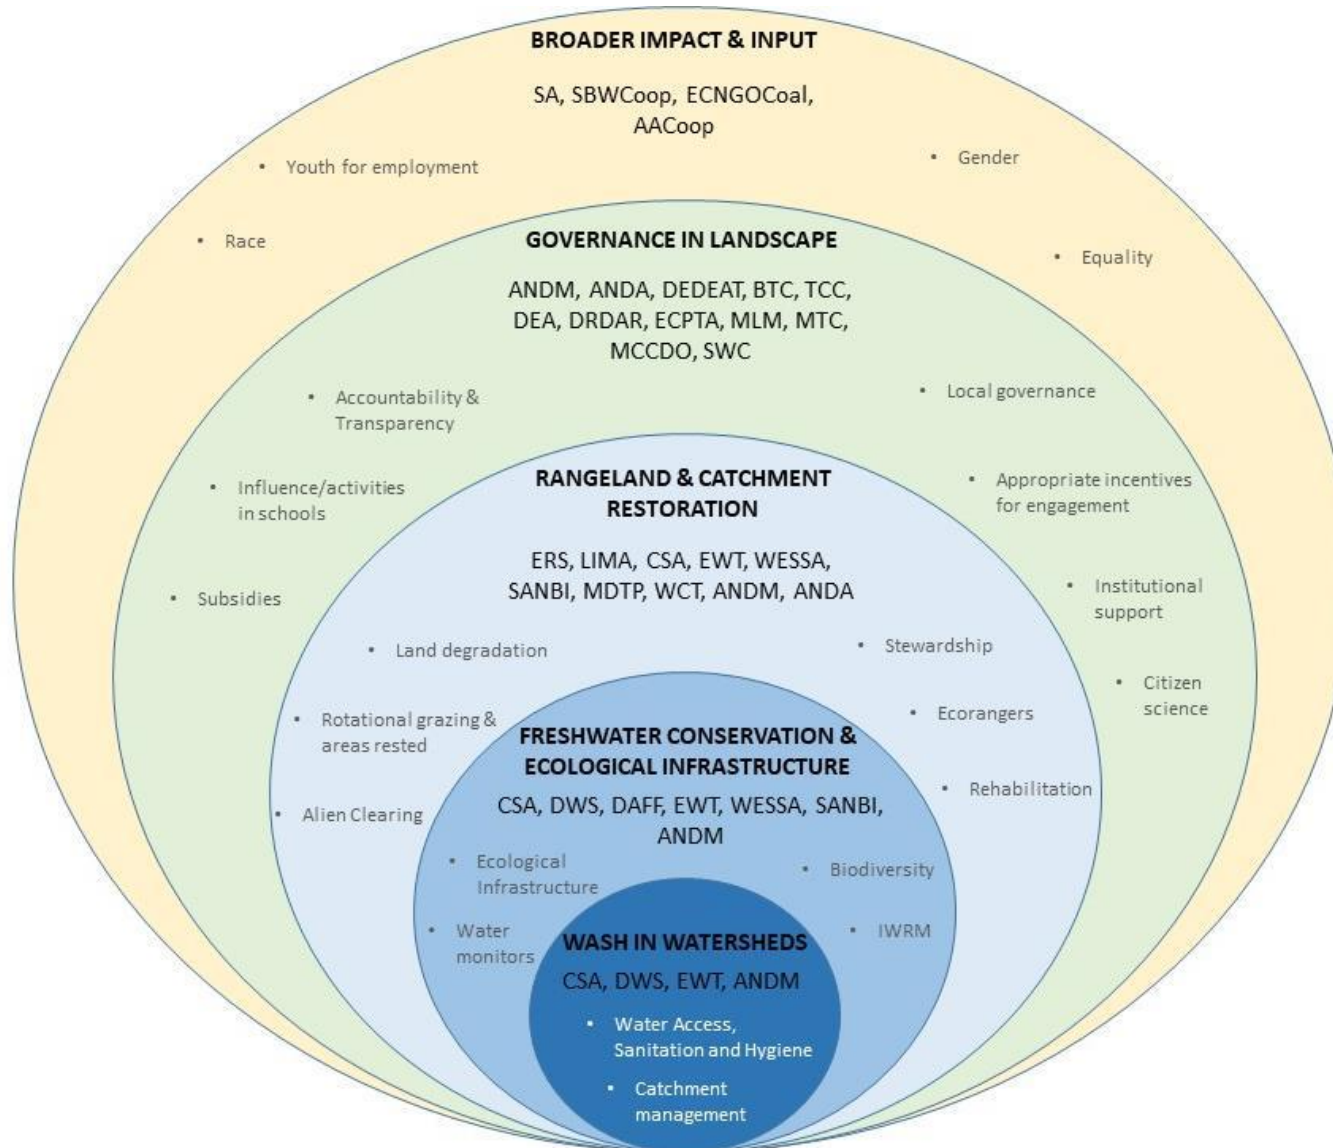 BROADER IMPACT & INPUT
SA, SBWCoop, ECNGOCoal,
AACoop
• Youth for employment
• Gender
• Race
• Equality
GOVERNANCE IN LANDSCAPE
ANDM, ANDA, DEDEAT, BTC, TCC,
DEA, DRDAR, ECPTA, MLM, MTC,
MCCDO, SWC
• Accountability &
Transparency
• Local governance
• Influence/activities
in schools
• Appropriate incentives
for engagement
• Subsidies
• Institutional
support
• Citizen
science
RANGELAND & CATCHMENT
RESTORATION
ERS, LIMA, CSA, EWT, WESSA,
SANBI, MDTP, WCT, ANDM, ANDA
• Land degradation
• Stewardship
• Rotational grazing &
areas rested
• Ecorangers
• Alien Clearing
• Rehabilitation
FRESHWATER CONSERVATION &
ECOLOGICAL INFRASTRUCTURE
CSA, DWS, DAFF, EWT, WESSA, SANBI,
ANDM
• Ecological
Infrastructure
• Biodiversity
• Water
monitors
• IWRM
WASH IN WATERSHEDS
CSA, DWS, EWT, ANDM
• Water Access,
Sanitation and Hygiene
• Catchment
management